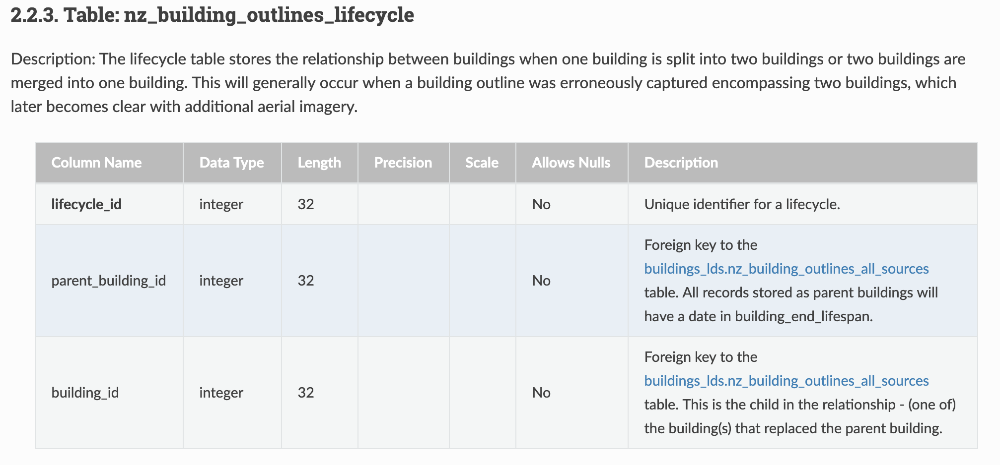 2.2.3. Table: nz_building_outlines_lifecycle
Description: The lifecycle table stores the relationship between buildings when one building is split into two buildings or two buildings are
merged into one building. This will generally occur when a building outline was erroneously captured encompassing two buildings, which
later becomes clear with additional aerial imagery.
Column Name Data Type Length Precision Scale Allows Nulls Description
lifecycle_id integer 32 No Unique identifier for a lifecycle.
parent_building_id integer 32 No Foreign key to the
buildings_lds.nz_building_outlines_all_sources
table. All records stored as parent buildings will
have a date in building_end_lifespan.
building_id integer 32 No Foreign key to the
buildings_lds.nz_building_outlines_all_sources
table. This is the child in the relationship - (one of)
the building(s) that replaced the parent building.